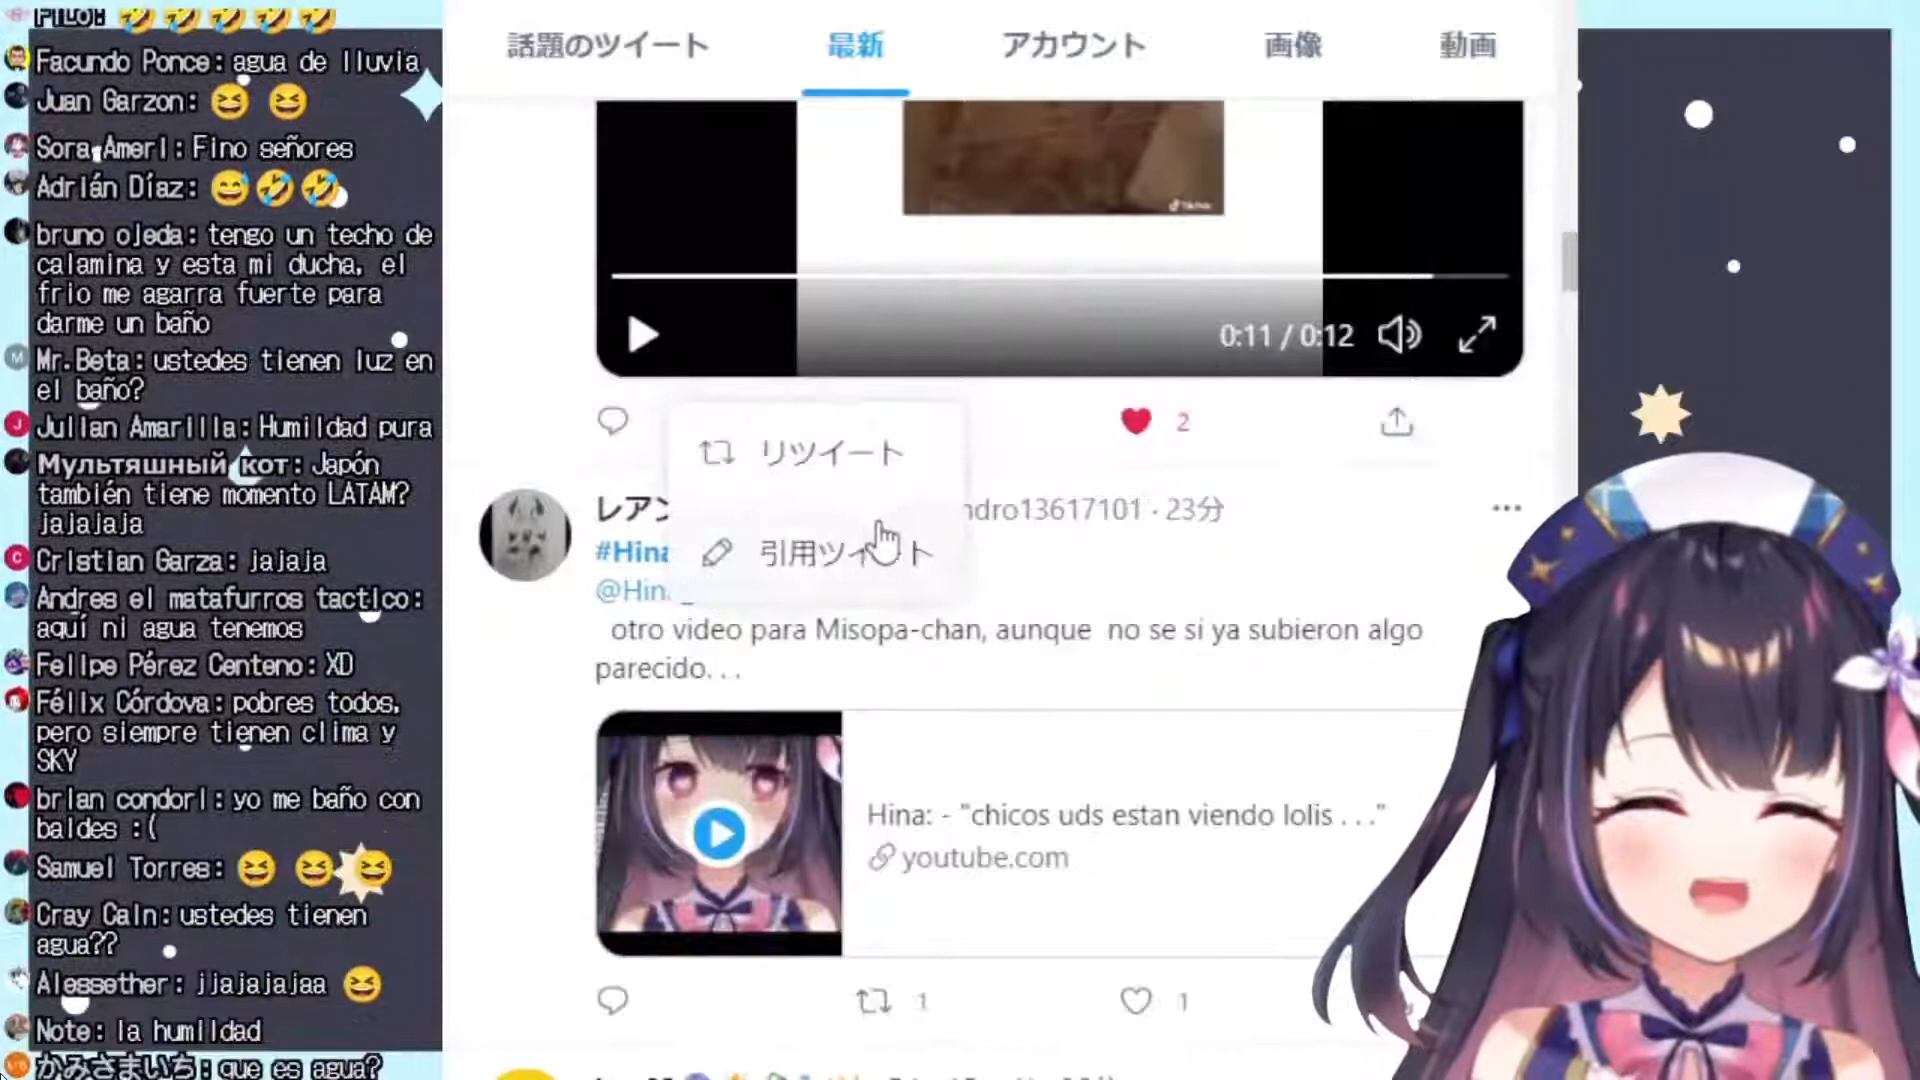 PILO: 🤣🤣🤣🤣🤣
Facundo Ponce: agua de lluvia
Juan Garzon: 😆 😆
Sora Amerl: Fino señores
Adrián Díaz: 😅🤣🤣
bruno ojeda: tengo un techo de
calamina y esta mi ducha, el
frio me agarra fuerte para
darme un baño
Mr.Beta: ustedes tienen luz en
el baño?
Julian Amarilla: Humildad pura
Мультяшный кот: Japón
también tiene momento LATAM?
jajajaja
Cristian Garza: jajaja
Andres el matafurros tactico:
aquí ni agua tenemos
Felipe Pérez Centeno: XD
Félix Córdova: pobres todos,
pero siempre tienen clima y
SKY
brian condori: yo me baño con
baldes :(
Samuel Torres: 😆 😆 😆
Cray Cain: ustedes tienen
agua??
Alessether: jjajajajaa 😆
Note: la humildad
かみさまいち: que es agua?
話題のツイート
最新
アカウント
画像
動画
TikTok
0:11 / 0:12
2
リツイート
引用ツイート
レアン
ndro13617101 · 23分
#Hina
@Hin
otro video para Misopa-chan, aunque no se si ya subieron algo
parecido. . .
Hina: - "chicos uds estan viendo lolis . . ."
youtube.com
1
1